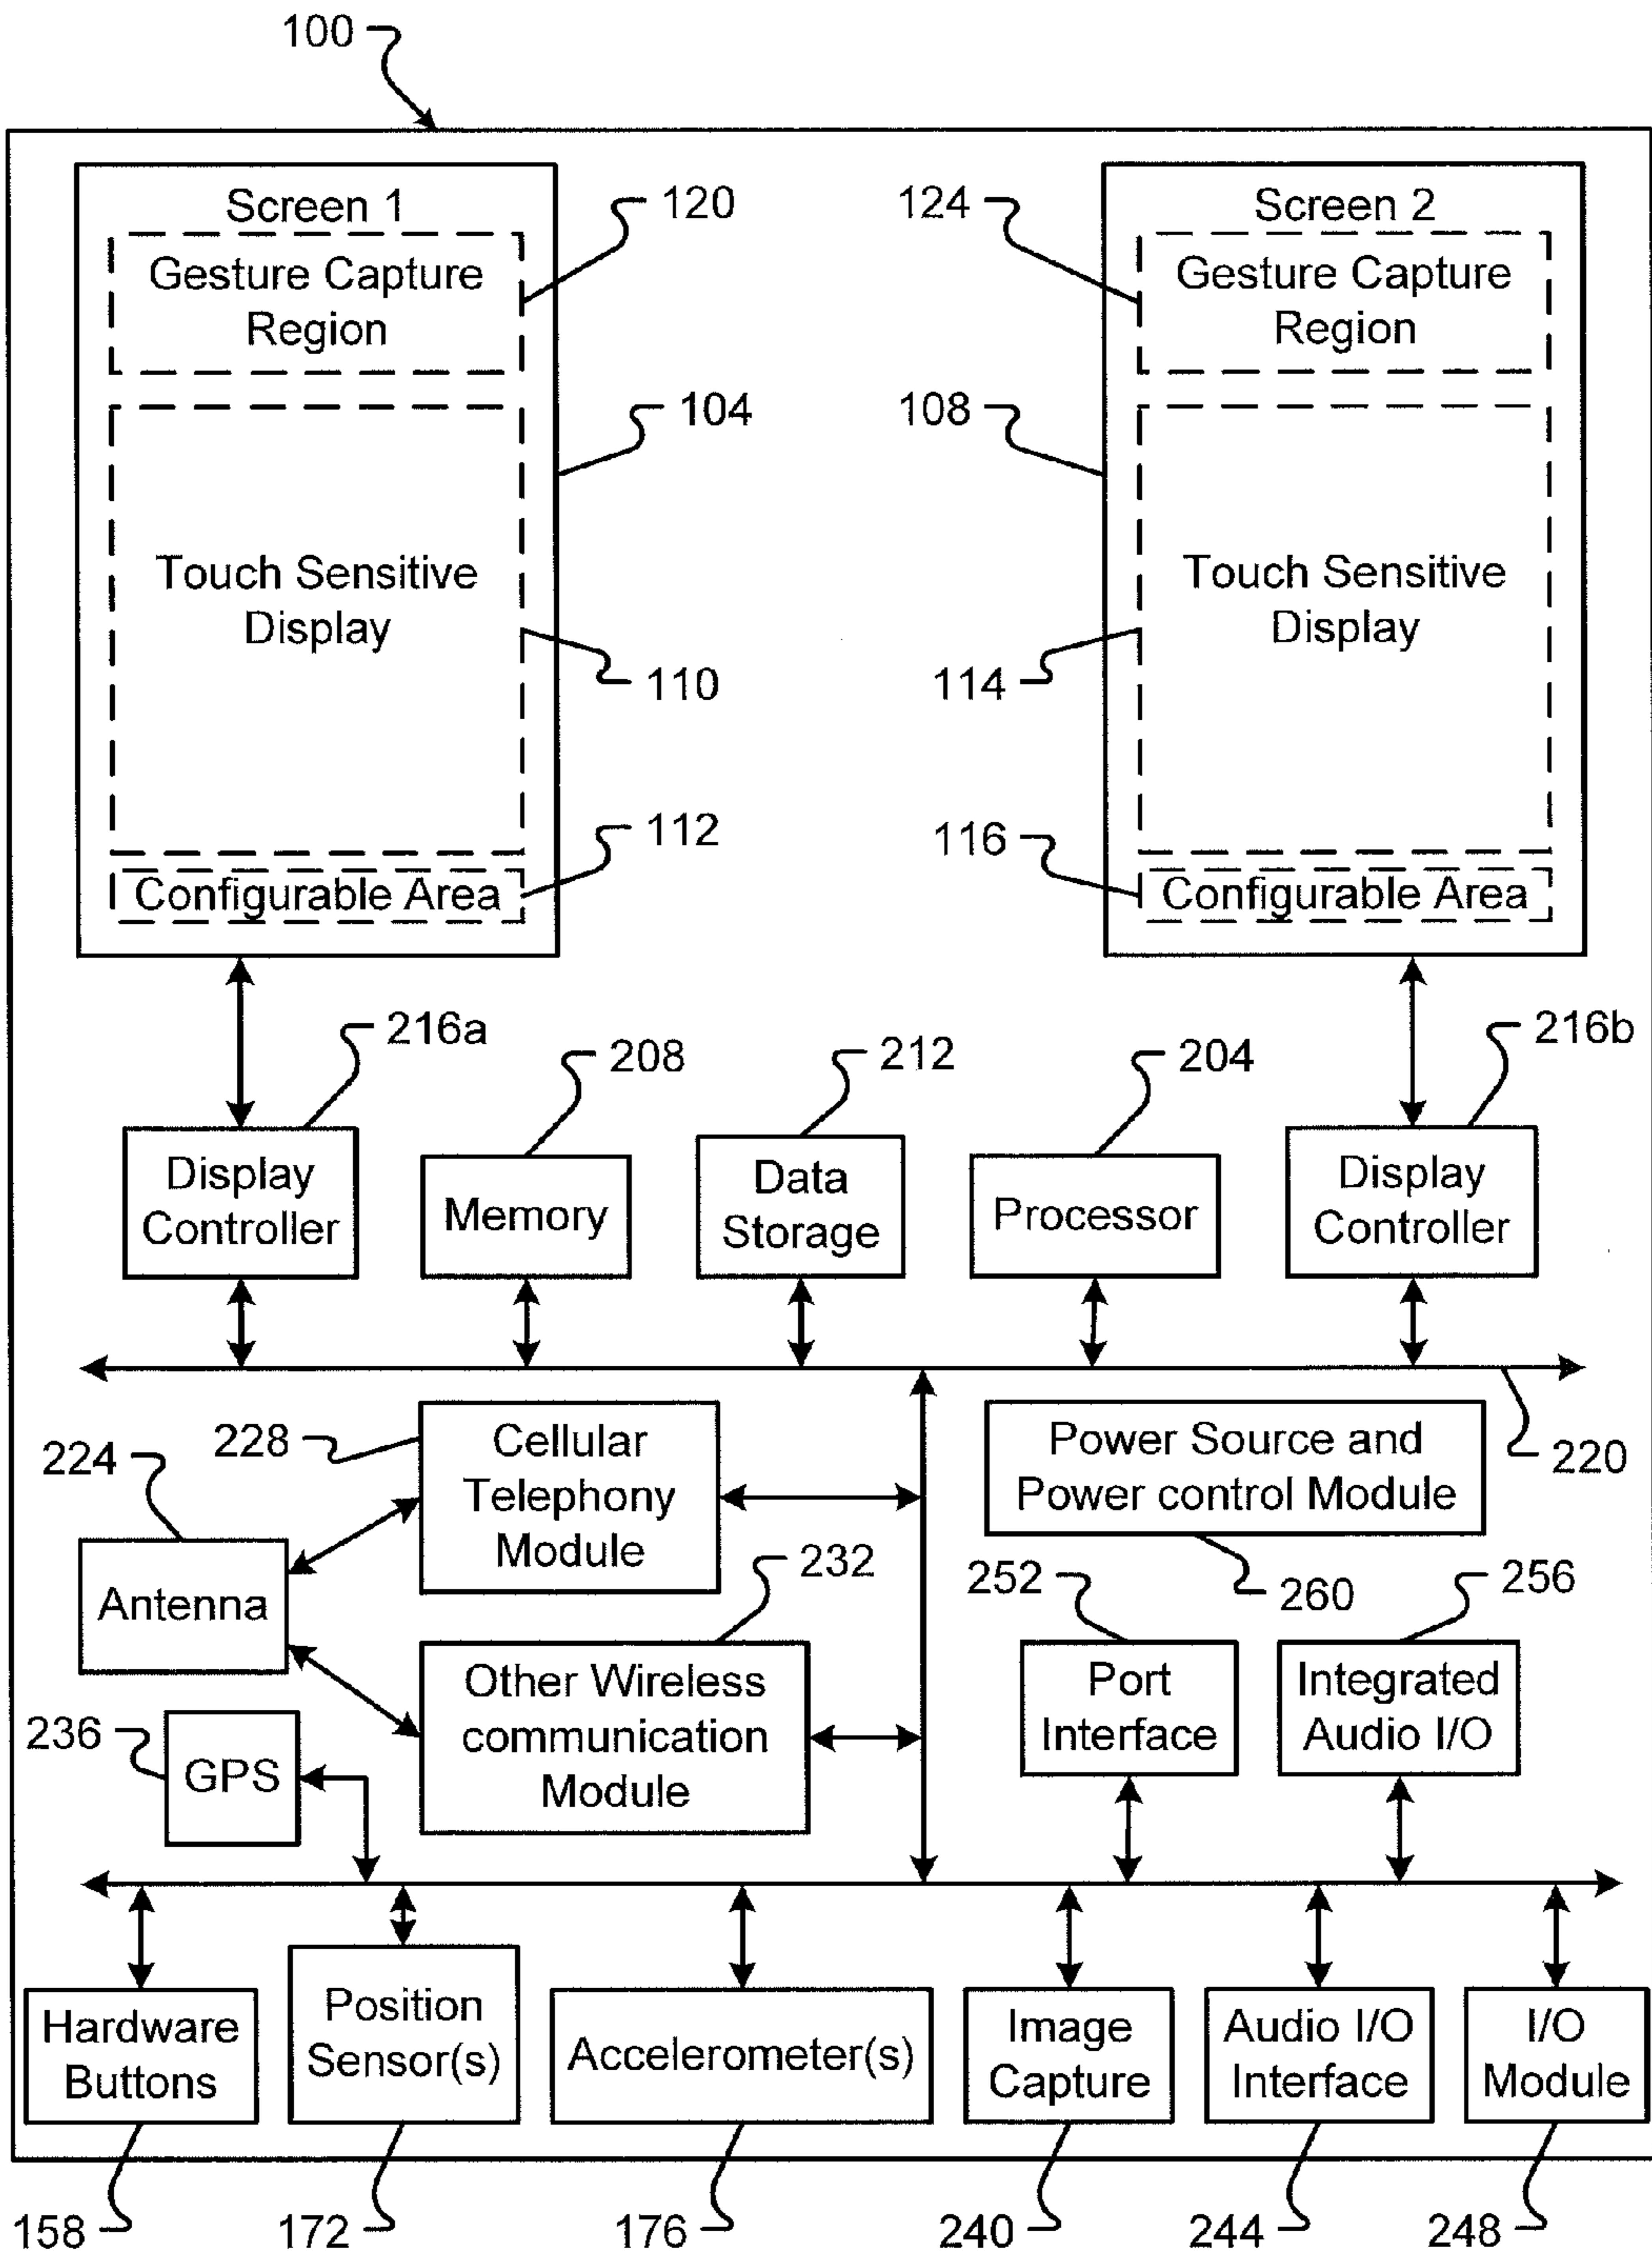 100
Screen 1
120
124
Screen 2
Gesture Capture
Region
Gesture Capture
Region
104
108
Touch Sensitive
Display
Touch Sensitive
Display
110
114
112
116
Configurable Area
Configurable Area
216a
208
212
204
216b
Display
Controller
Memory
Data
Storage
Processor
Display
Controller
228
Cellular
Telephony
Module
Power Source and
Power control Module
220
224
Antenna
232
252
260
256
Other Wireless
communication
Module
Port
Interface
Integrated
Audio I/O
236
GPS
Hardware
Buttons
Position
Sensor(s)
Accelerometer(s)
Image
Capture
Audio I/O
Interface
I/O
Module
158
172
176
240
244
248